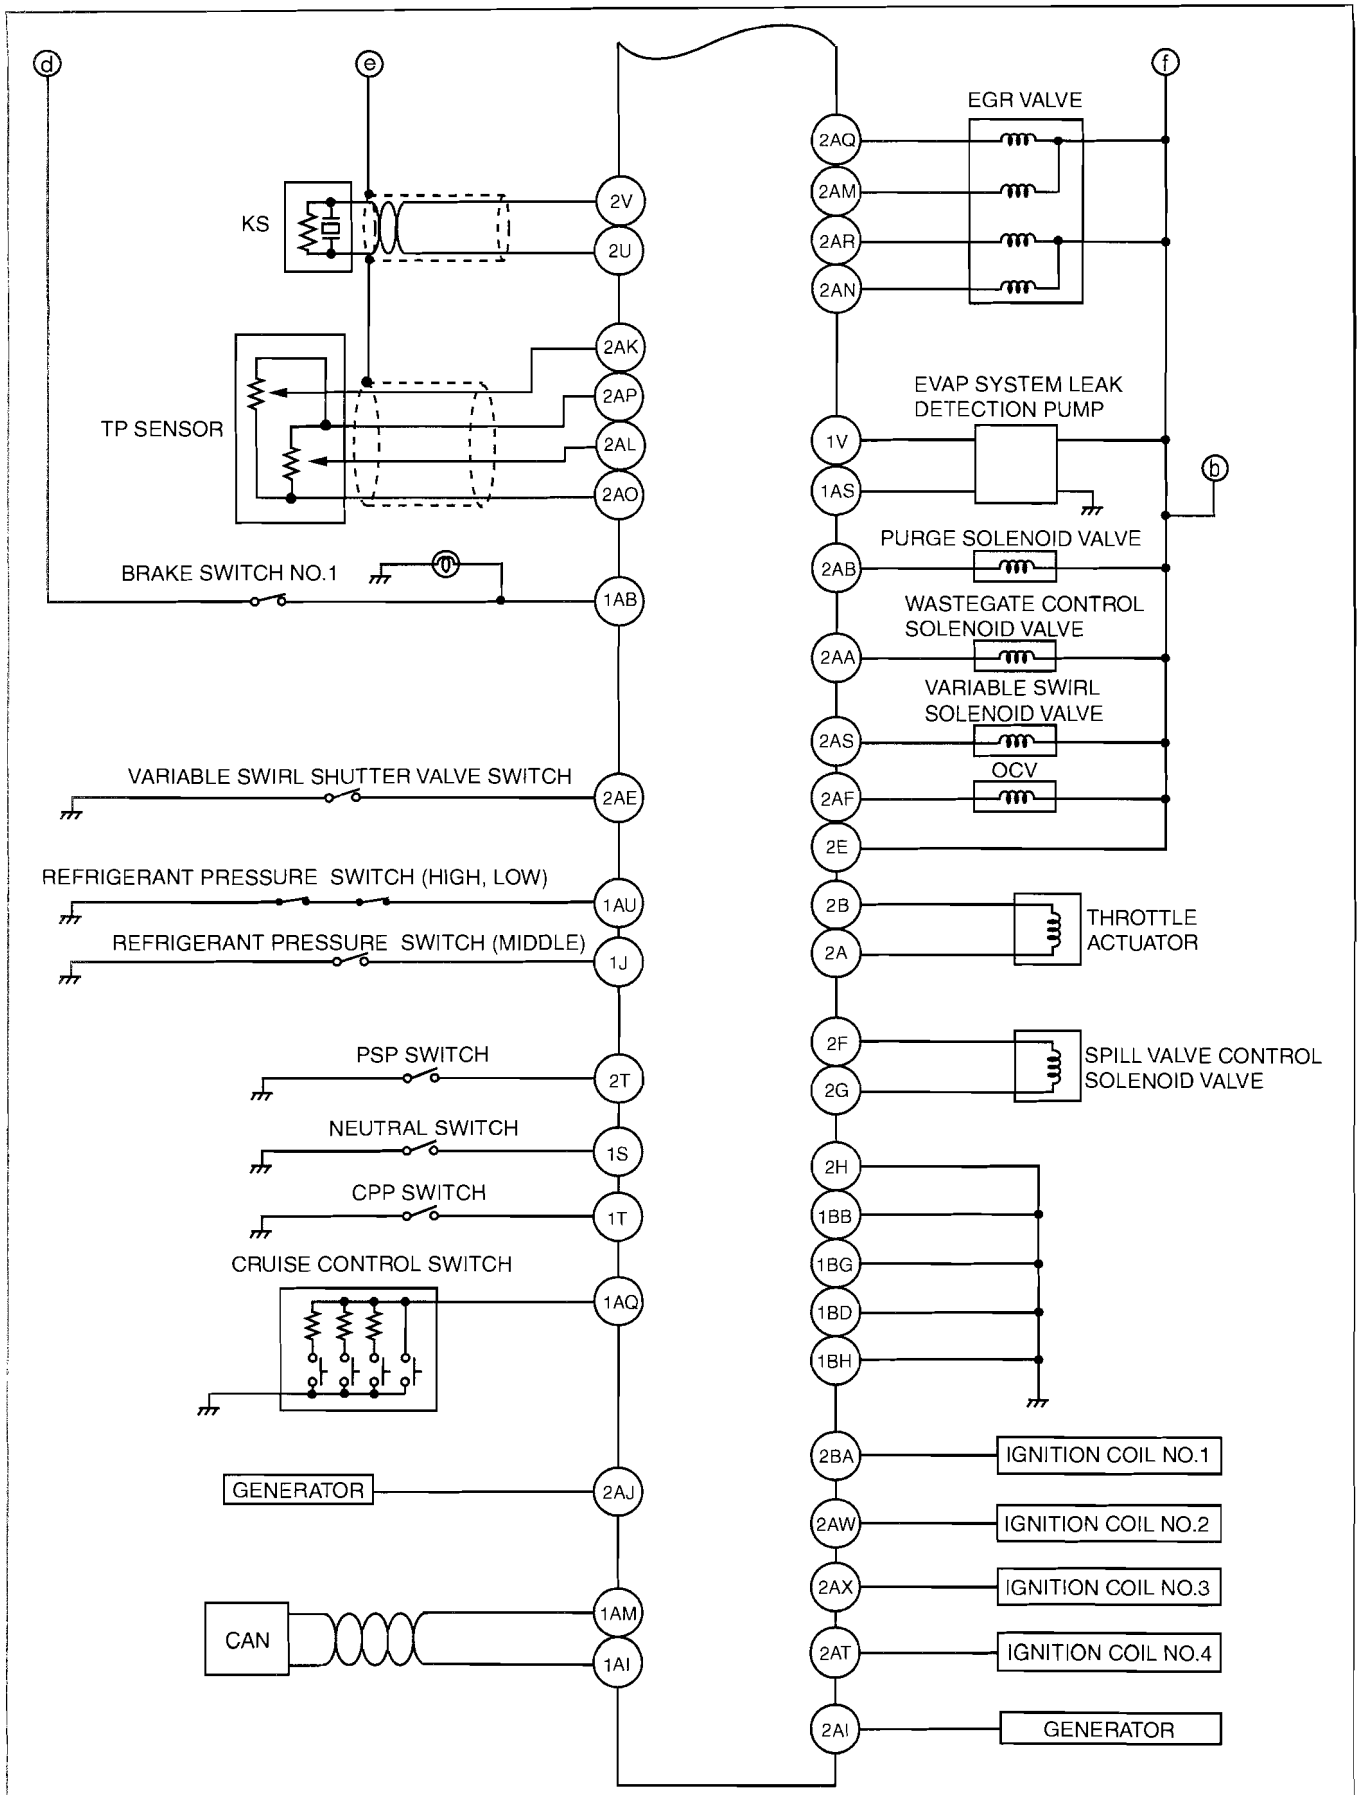 d
e
f
EGR VALVE
2AQ
2AM
2AR
2AN
KS
2V
2U
TP SENSOR
2AK
2AP
2AL
2AO
EVAP SYSTEM LEAK
DETECTION PUMP
1V
1AS
b
BRAKE SWITCH NO.1
1AB
PURGE SOLENOID VALVE
2AB
WASTEGATE CONTROL
SOLENOID VALVE
2AA
VARIABLE SWIRL
SOLENOID VALVE
2AS
VARIABLE SWIRL SHUTTER VALVE SWITCH
2AE
OCV
2AF
2E
REFRIGERANT PRESSURE SWITCH (HIGH, LOW)
1AU
REFRIGERANT PRESSURE SWITCH (MIDDLE)
1J
2B
2A
THROTTLE
ACTUATOR
PSP SWITCH
2T
2F
2G
SPILL VALVE CONTROL
SOLENOID VALVE
NEUTRAL SWITCH
1S
CPP SWITCH
1T
2H
1BB
1BG
1BD
1BH
CRUISE CONTROL SWITCH
1AQ
GENERATOR
2AJ
2BA
IGNITION COIL NO.1
2AW
IGNITION COIL NO.2
2AX
IGNITION COIL NO.3
2AT
IGNITION COIL NO.4
CAN
1AM
1AI
2AI
GENERATOR